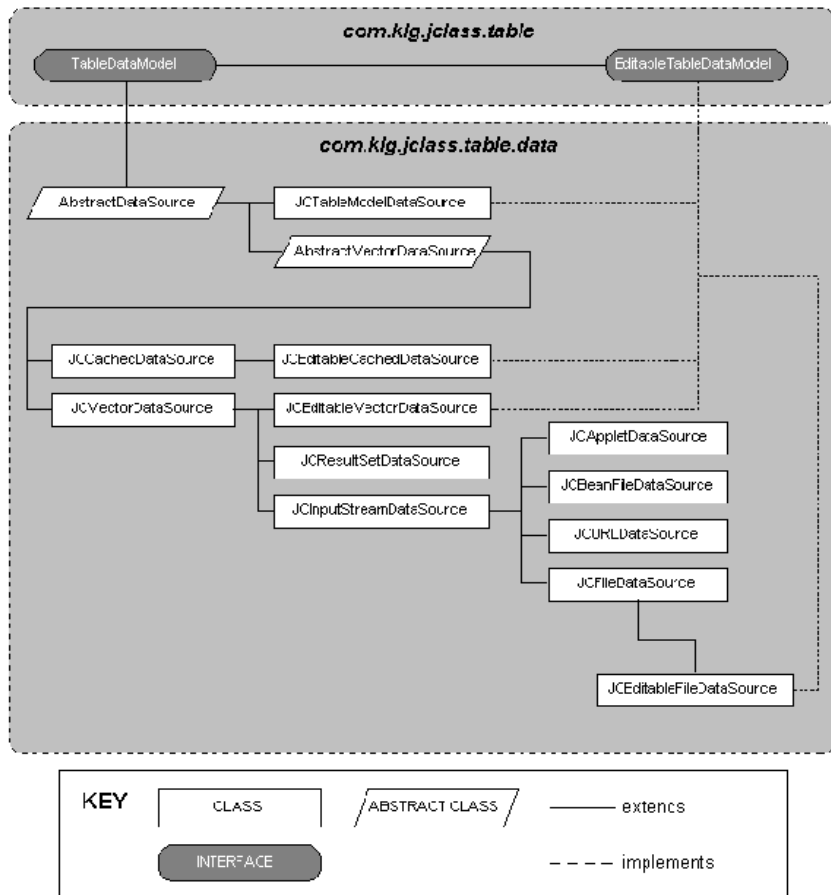 com.klg.jclass.table
TableDataModel
EditableTableDataModel
com.klg.jclass.table.data
AbstractDataSource
JCTableModelDataSource
AbstractVectorDataSource
JCCachedDataSource
JCEditableCachedDataSource
JCVectorDataSource
JCEditableVectorDataSource
JCAppletDataSource
JCResultSetDataSource
JCBeanFileDataSource
JCInputStreamDataSource
JCURLDataSource
JCFileDataSource
JCEditableFileDataSource
KEY
CLASS
ABSTRACT CLASS
extends
INTERFACE
implements